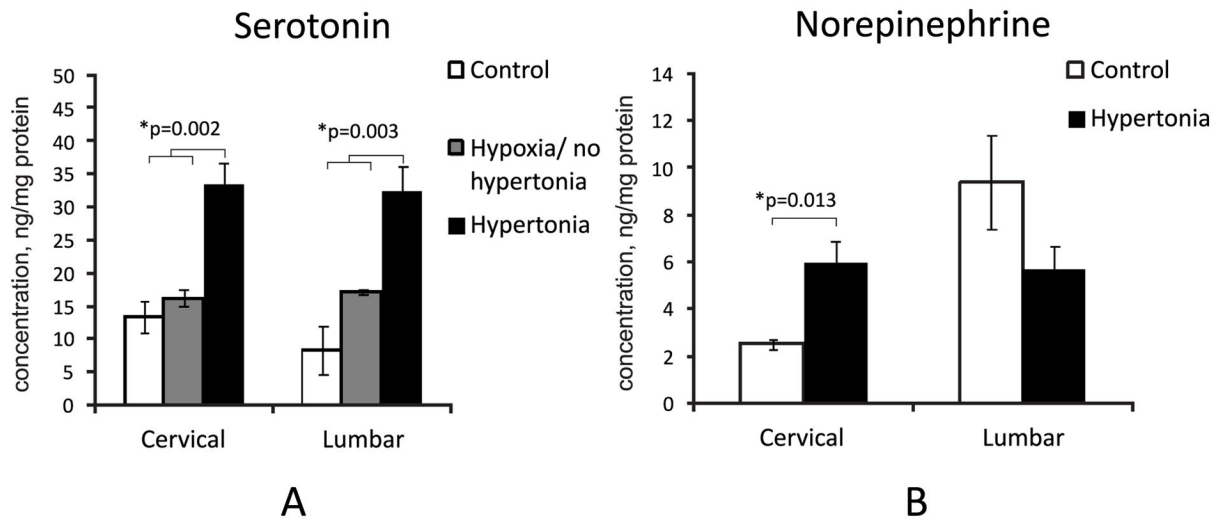 Serotonin
concentration, ng/mg protein
50
45
40
35
30
25
20
15
10
5
0
*p=0.002
*p=0.003
Control
Hypoxia/ no
hypertonia
Hypertonia
Cervical
Lumbar
A
Norepinephrine
concentration, ng/mg protein
14
12
10
8
6
4
2
0
*p=0.013
Control
Hypertonia
Cervical
Lumbar
B